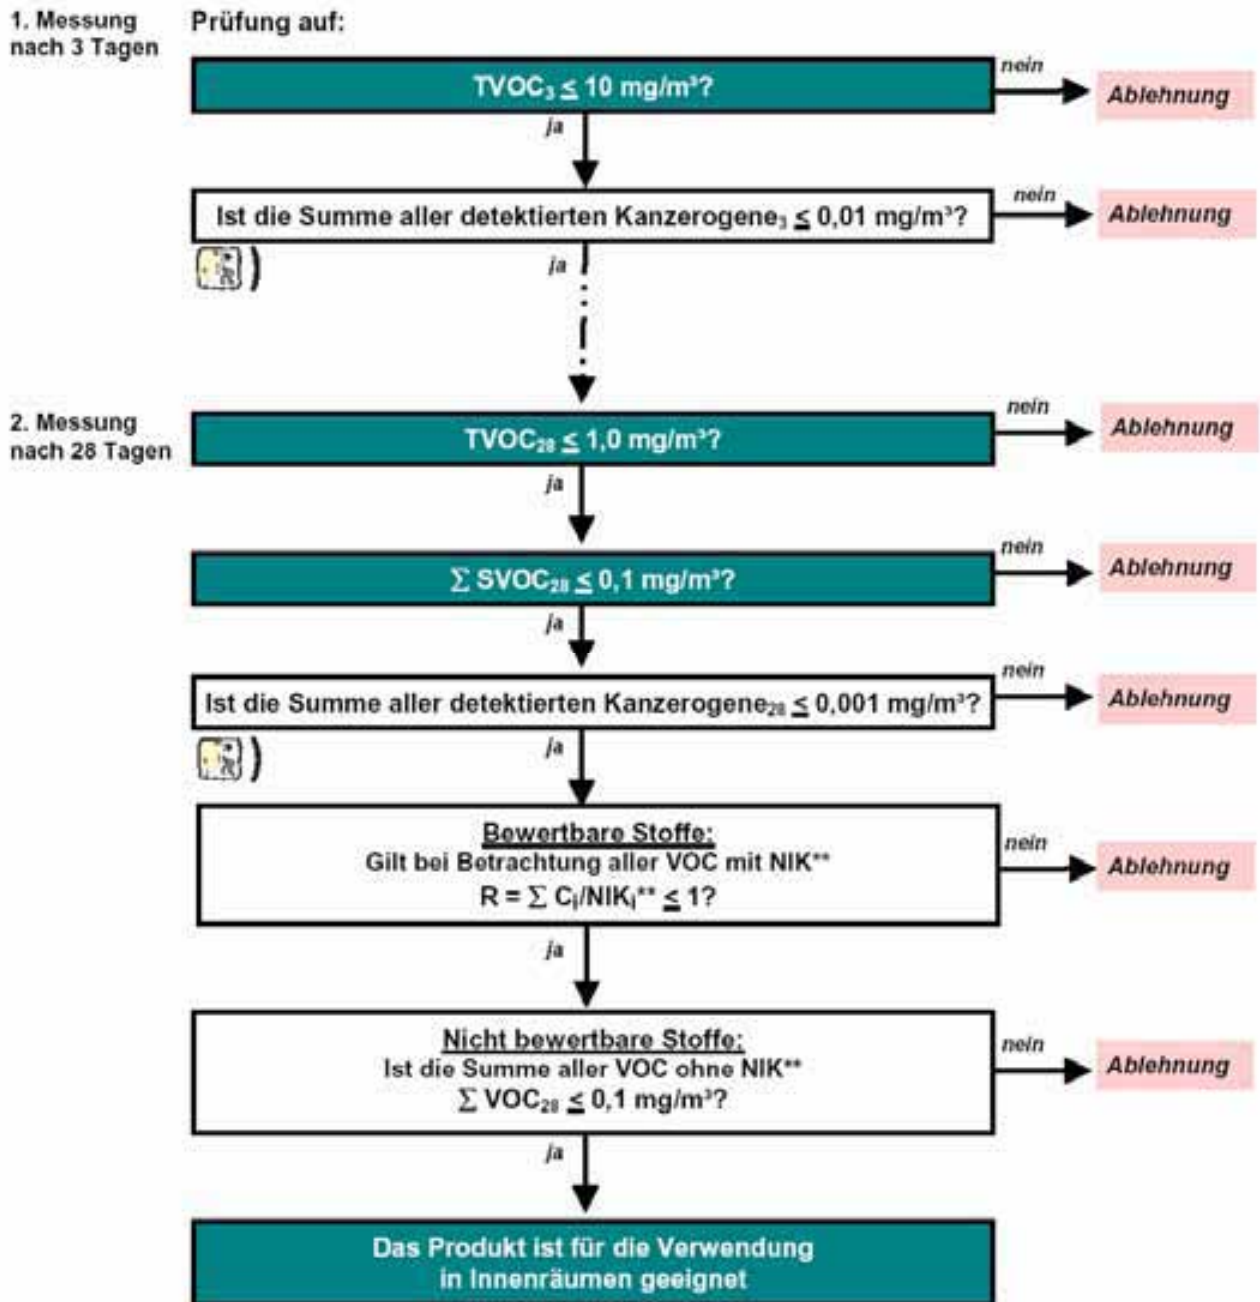 1. Messung
nach 3 Tagen
Prüfung auf:
TVOC₃ ≤ 10 mg/m³?
nein
Ablehnung
ja
Ist die Summe aller detektierten Kanzerogene₃ ≤ 0,01 mg/m³?
nein
Ablehnung
)
ja
2. Messung
nach 28 Tagen
TVOC₂₈ ≤ 1,0 mg/m³?
nein
Ablehnung
ja
∑ SVOC₂₈ ≤ 0,1 mg/m³?
nein
Ablehnung
ja
Ist die Summe aller detektierten Kanzerogene₂₈ ≤ 0,001 mg/m³?
nein
Ablehnung
)
ja
Bewertbare Stoffe:
Gilt bei Betrachtung aller VOC mit NIK**
R = ∑ Cᵢ/NIKᵢ** ≤ 1?
nein
Ablehnung
ja
Nicht bewertbare Stoffe:
Ist die Summe aller VOC ohne NIK**
∑ VOC₂₈ ≤ 0,1 mg/m³?
nein
Ablehnung
ja
Das Produkt ist für die Verwendung
in Innenräumen geeignet